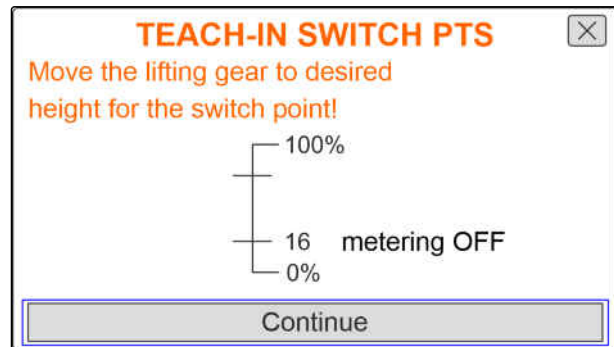 TEACH-IN SWITCH PTS
Move the lifting gear to desired
height for the switch point!
100%
16 metering OFF
0%
Continue